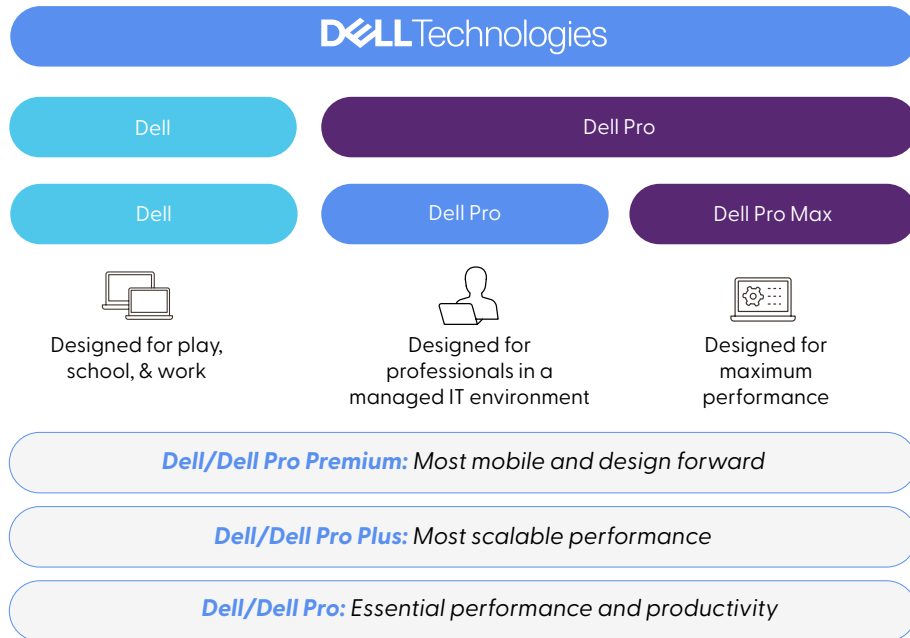 DELLTechnologies
Dell
Dell Pro
Dell
Dell Pro
Dell Pro Max
Designed for play,
school, & work
Designed for
professionals in a
managed IT environment
Designed for
maximum
performance
Dell/Dell Pro Premium: Most mobile and design forward
Dell/Dell Pro Plus: Most scalable performance
Dell/Dell Pro: Essential performance and productivity